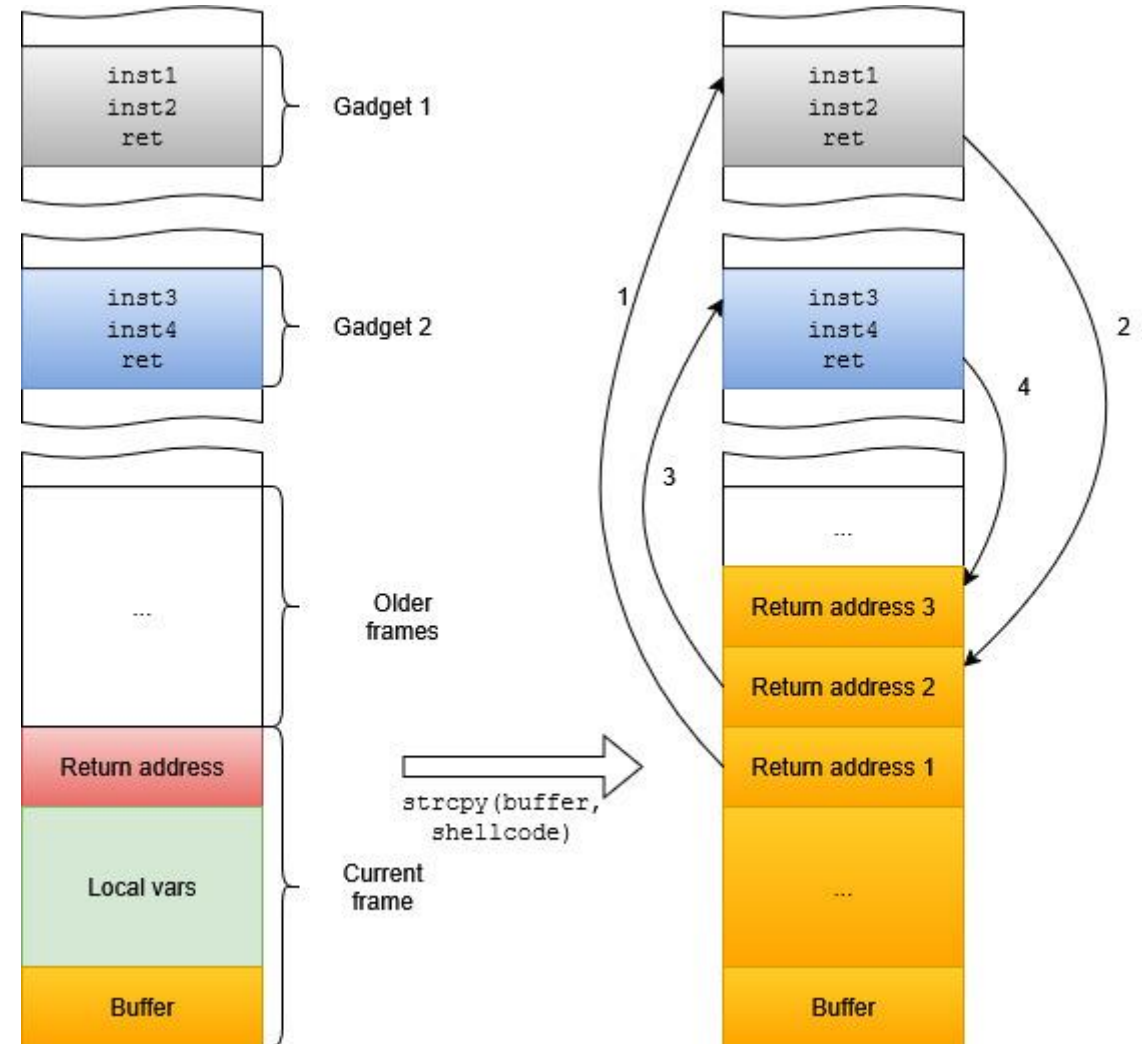 inst1
inst2
ret
Gadget 1
inst3
inst4
ret
Gadget 2
...
Older
frames
Return address
Local vars
Current
frame
Buffer
strcpy(buffer,
shellcode)
inst1
inst2
ret
1
2
inst3
inst4
ret
3
4
...
Return address 3
Return address 2
Return address 1
...
Buffer